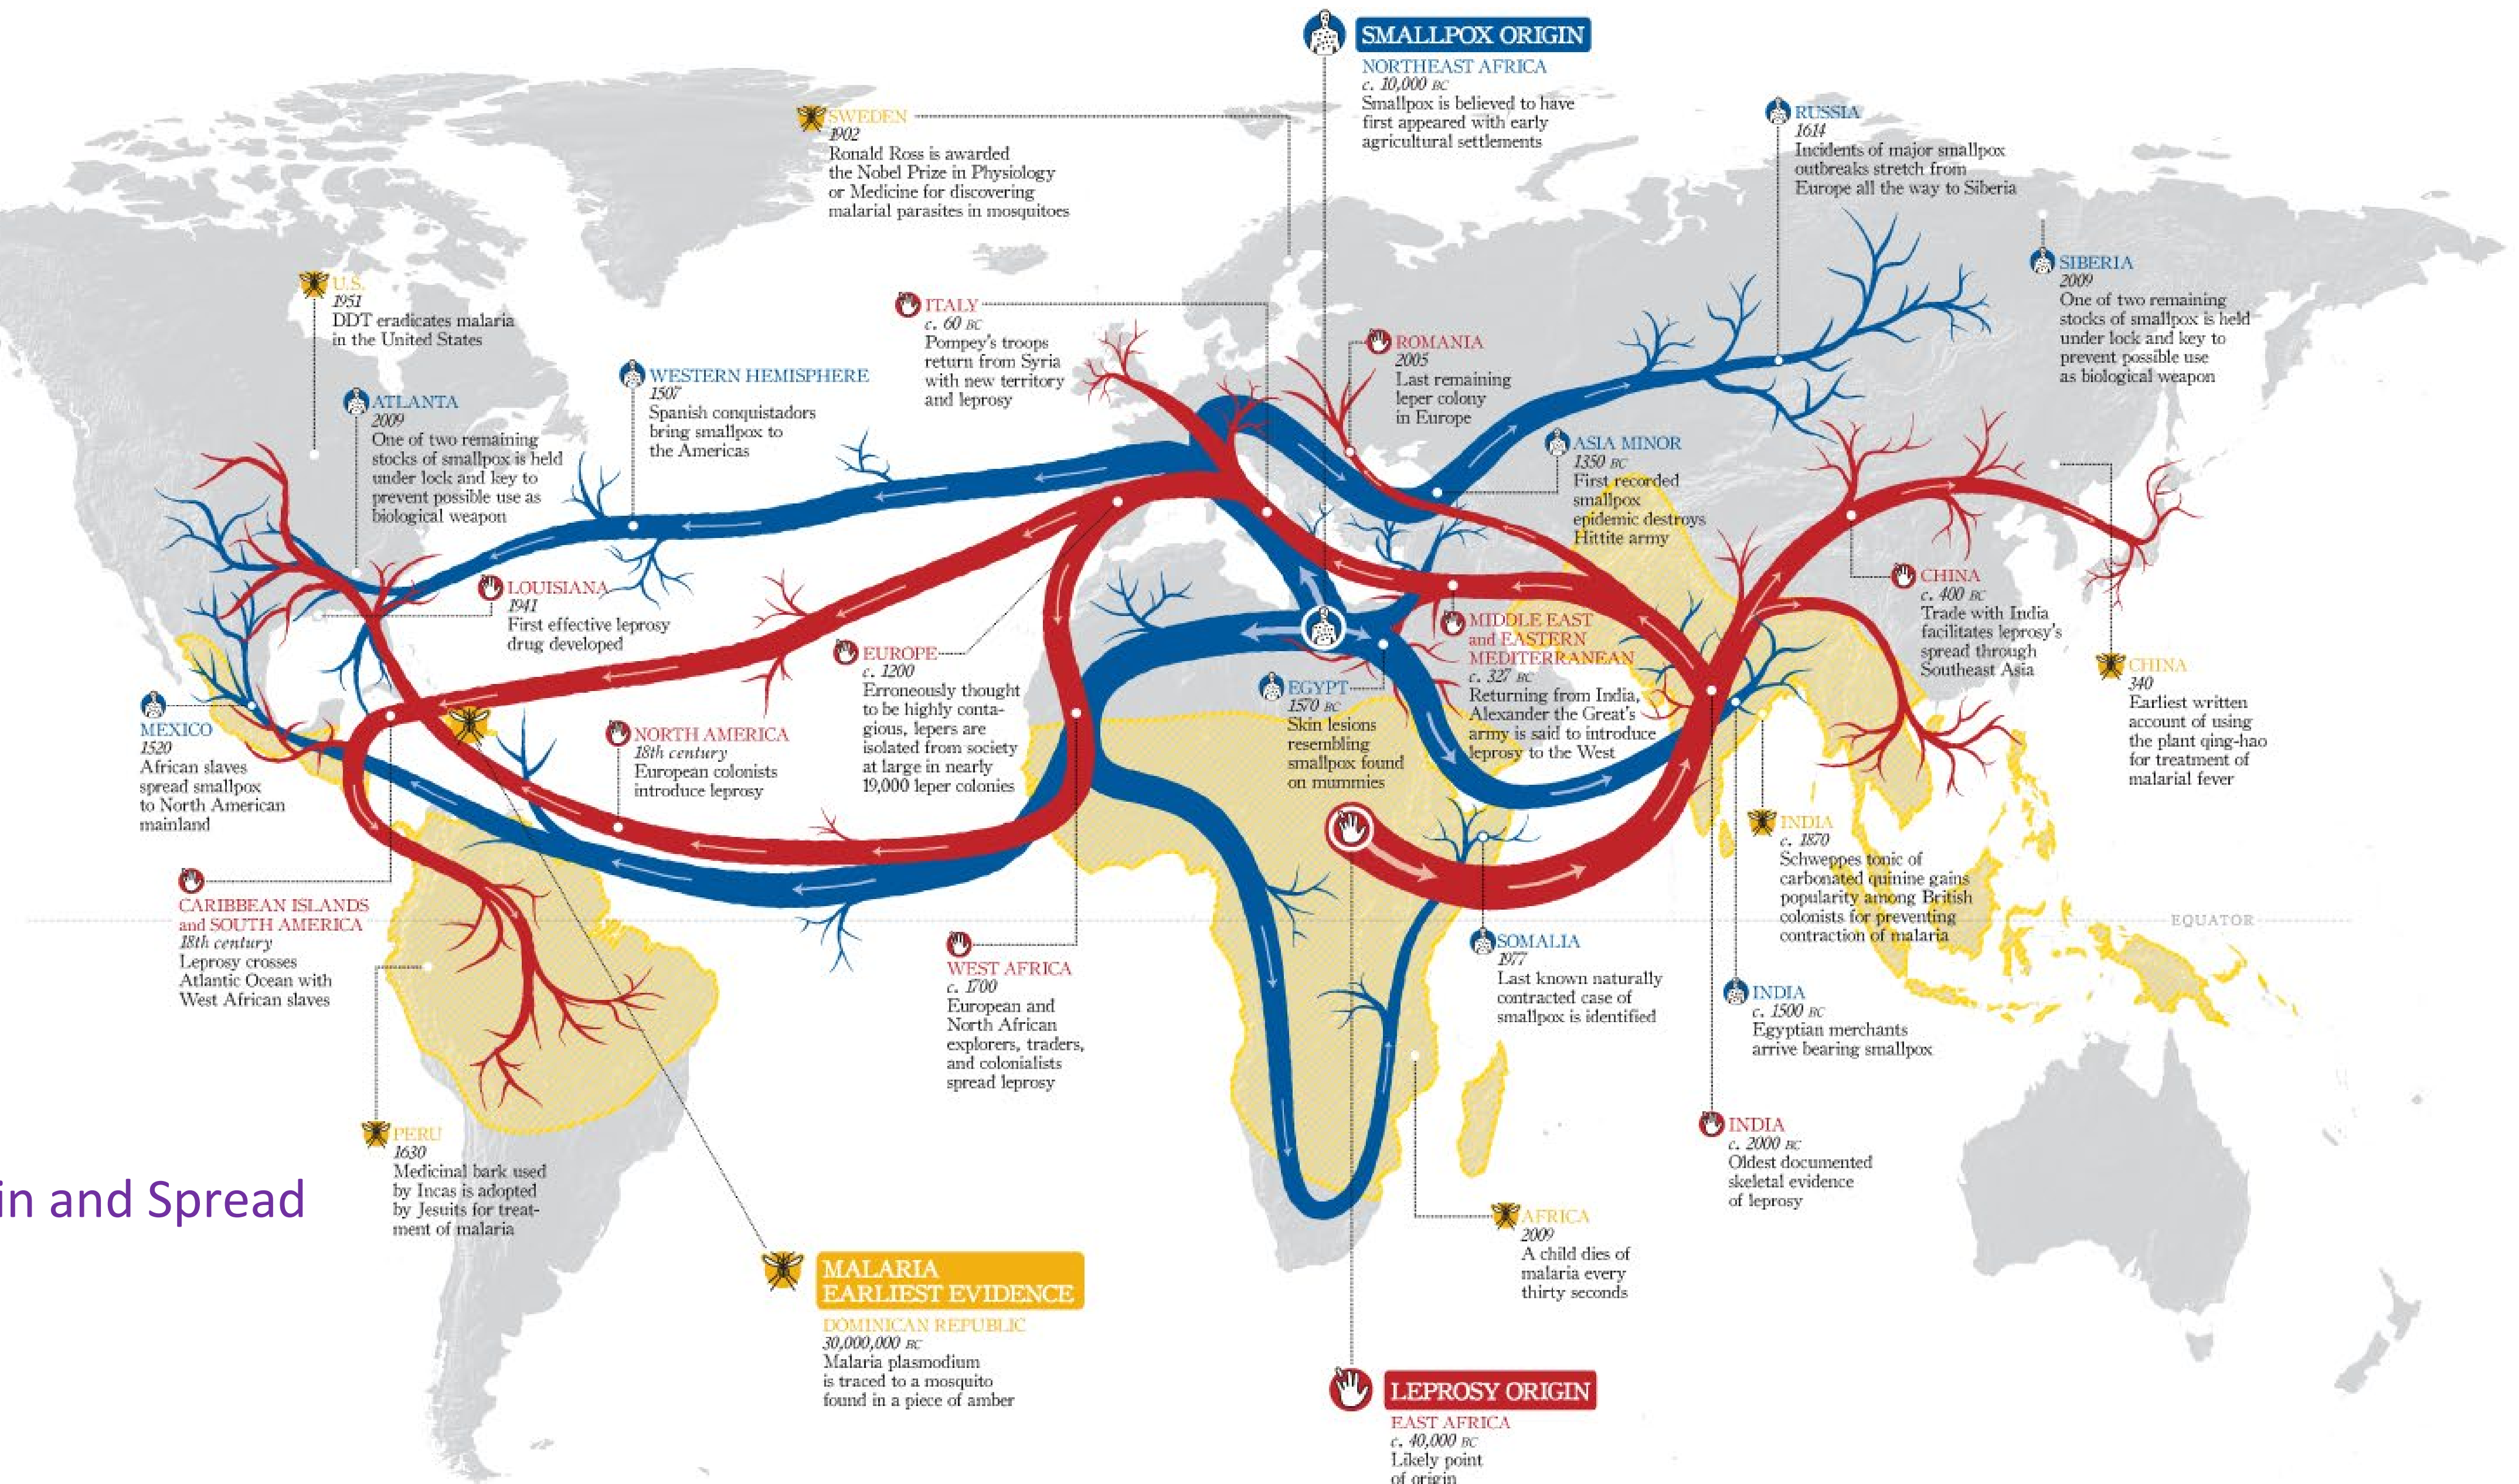 SMALLPOX ORIGIN
NORTHEAST AFRICA
c. 10,000 BC
Smallpox is believed to have
first appeared with early
agricultural settlements
SWEDEN
1902
Ronald Ross is awarded
the Nobel Prize in Physiology
or Medicine for discovering
malarial parasites in mosquitoes
RUSSIA
1614
Incidents of major smallpox
outbreaks stretch from
Europe all the way to Siberia
SIBERIA
2009
One of two remaining
stocks of smallpox is held
under lock and key to
prevent possible use
as biological weapon
U.S.
1951
DDT eradicates malaria
in the United States
ATLANTA
2009
One of two remaining
stocks of smallpox is held
under lock and key to
prevent possible use as
biological weapon
WESTERN HEMISPHERE
1507
Spanish conquistadors
bring smallpox to
the Americas
ITALY
c. 60 BC
Pompey's troops
return from Syria
with new territory
and leprosy
ROMANIA
2005
Last remaining
leper colony
in Europe
ASIA MINOR
1350 BC
First recorded
smallpox
epidemic destroys
Hittite army
LOUISIANA
1941
First effective leprosy
drug developed
EUROPE
c. 1200
Erroneously thought
to be highly conta-
gious, lepers are
isolated from society
at large in nearly
19,000 leper colonies
EGYPT
1570 BC
Skin lesions
resembling
smallpox found
on mummies
MIDDLE EAST
and EASTERN
MEDITERRANEAN
c. 327 BC
Returning from India,
Alexander the Great's
army is said to introduce
leprosy to the West
CHINA
c. 400 BC
Trade with India
facilitates leprosy's
spread through
Southeast Asia
CHINA
340
Earliest written
account of using
the plant qing-hao
for treatment of
malarial fever
MEXICO
1520
African slaves
spread smallpox
to North American
mainland
NORTH AMERICA
18th century
European colonists
introduce leprosy
INDIA
c. 1870
Schweppes tonic of
carbonated quinine gains
popularity among British
colonists for preventing
contraction of malaria
EQUATOR
CARIBBEAN ISLANDS
and SOUTH AMERICA
18th century
Leprosy crosses
Atlantic Ocean with
West African slaves
WEST AFRICA
c. 1700
European and
North African
explorers, traders,
and colonialists
spread leprosy
SOMALIA
1977
Last known naturally
contracted case of
smallpox is identified
INDIA
c. 1500 BC
Egyptian merchants
arrive bearing smallpox
INDIA
c. 2000 BC
Oldest documented
skeletal evidence
of leprosy
PERU
1630
Medicinal bark used
by Incas is adopted
by Jesuits for treat-
ment of malaria
in and Spread
AFRICA
2009
A child dies of
malaria every
thirty seconds
MALARIA
EARLIEST EVIDENCE
DOMINICAN REPUBLIC
30,000,000 BC
Malaria plasmodium
is traced to a mosquito
found in a piece of amber
LEPROSY ORIGIN
EAST AFRICA
c. 40,000 BC
Likely point
of origin